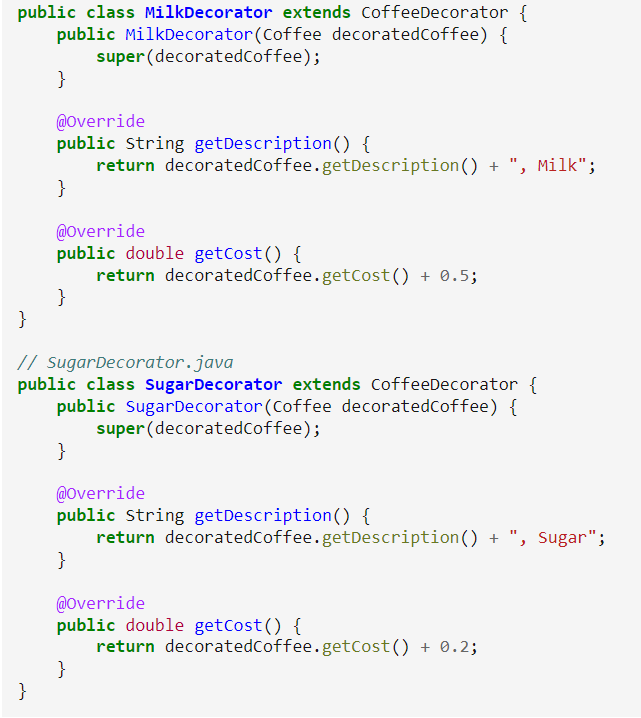 public class MilkDecorator extends CoffeeDecorator {
    public MilkDecorator(Coffee decoratedCoffee) {
        super(decoratedCoffee);
    }

    @Override
    public String getDescription() {
        return decoratedCoffee.getDescription() + ", Milk";
    }

    @Override
    public double getCost() {
        return decoratedCoffee.getCost() + 0.5;
    }
}

// SugarDecorator.java
public class SugarDecorator extends CoffeeDecorator {
    public SugarDecorator(Coffee decoratedCoffee) {
        super(decoratedCoffee);
    }

    @Override
    public String getDescription() {
        return decoratedCoffee.getDescription() + ", Sugar";
    }

    @Override
    public double getCost() {
        return decoratedCoffee.getCost() + 0.2;
    }
}